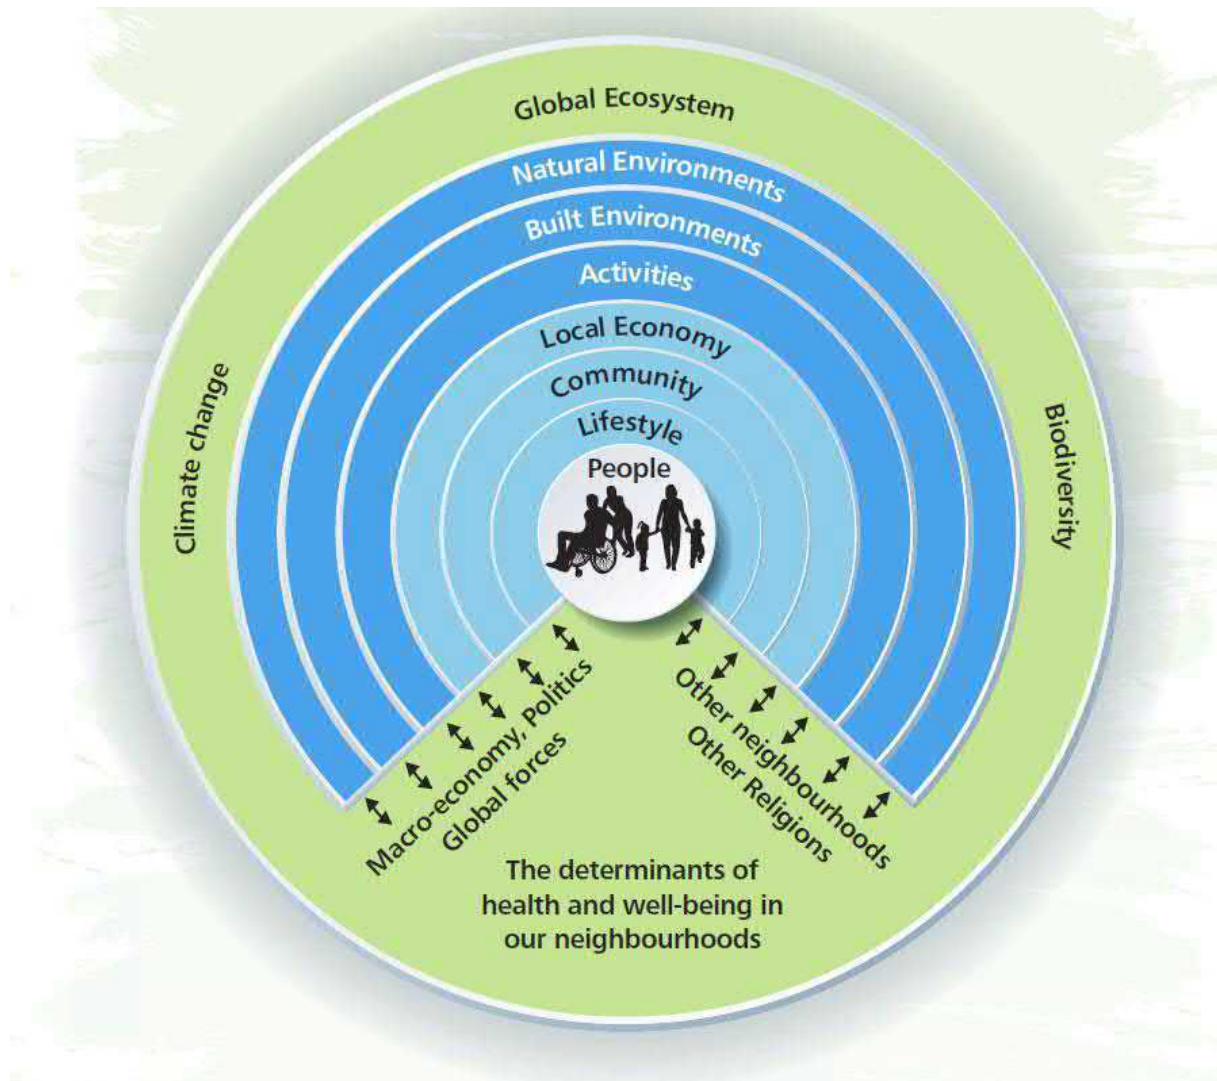 Global Ecosystem
Natural Environments
Built Environments
Activities
Local Economy
Community
Lifestyle
People
Climate change
Biodiversity
Macro-economy, Politics
Global forces
Other neighbourhoods
Other Religions
The determinants of
health and well-being in
our neighbourhoods